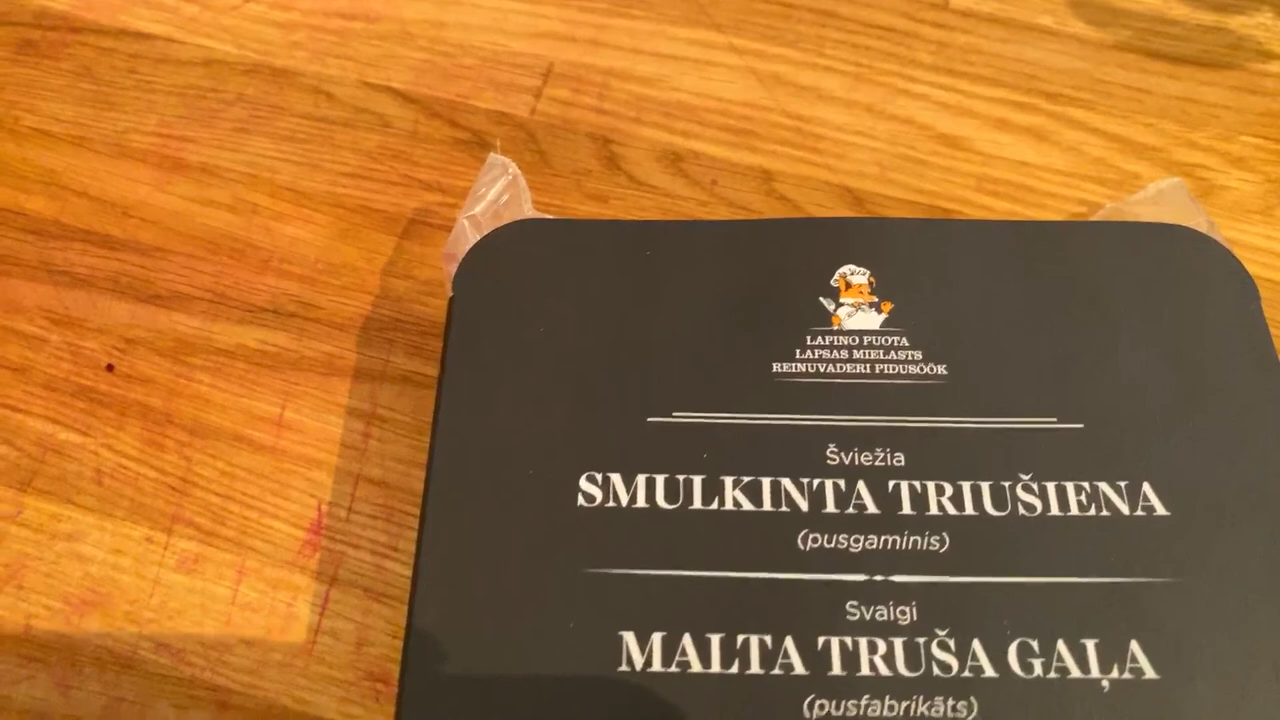 LAPINO PUOTA
LAPSAS MIELASTS
REINUVADERI PIDUSÖÖK
Šviežia
SMULKINTA TRIUŠIENA
(pusgaminis)
Svaigi
MALTA TRUŠA GAĻA
(pusfabrikāts)